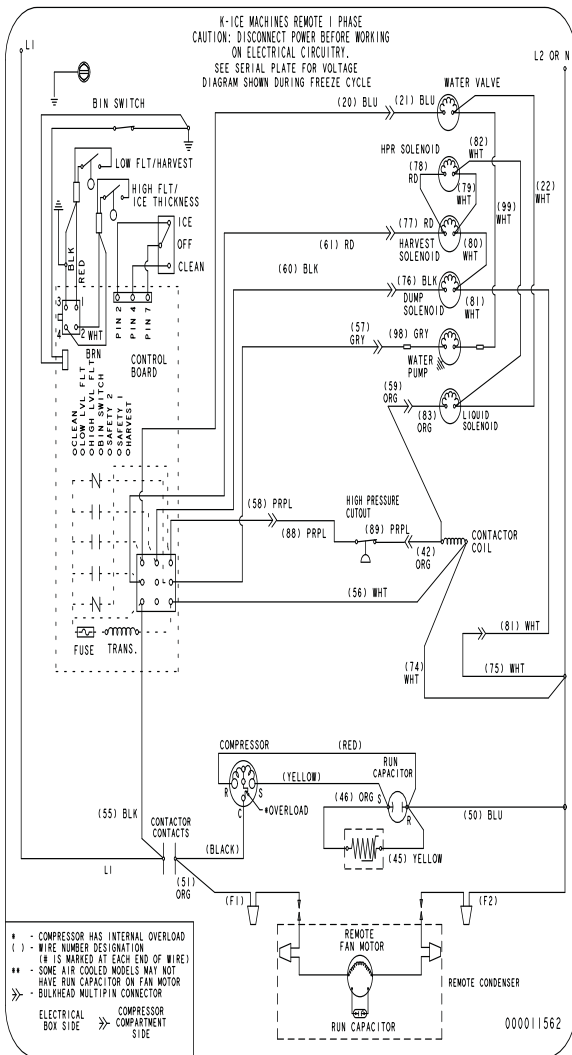 K-ICE MACHINES REMOTE 1 PHASE
CAUTION: DISCONNECT POWER BEFORE WORKING
ON ELECTRICAL CIRCUITRY.
SEE SERIAL PLATE FOR VOLTAGE
DIAGRAM SHOWN DURING FREEZE CYCLE
L1
L2 OR N
WATER VALVE
(20) BLU
(21) BLU
BIN SWITCH
HPR SOLENOID
(82)
WHT
LOW FLT/HARVEST
(78)
RD
(79)
WHT
(22)
WHT
HIGH FLT/
ICE THICKNESS
(99)
WHT
ICE
OFF
CLEAN
(77) RD
(61) RD
HARVEST
SOLENOID
(80)
WHT
BLK
RED
(60) BLK
(76) BLK
DUMP
SOLENOID
(81)
WHT
3
1
4
2
WHT
BRN
PIN 2
PIN 4
PIN 7
(57)
GRY
(98) GRY
WATER
PUMP
CONTROL
BOARD
(59)
ORG
(83)
ORG
LIQUID
SOLENOID
CLEAN
LOW LVL FLT
HIGH LVL FLT
BIN SWITCH
SAFETY 2
SAFETY 1
HARVEST
(58) PRPL
HIGH PRESSURE
CUTOUT
(88) PRPL
(89) PRPL
(42)
ORG
CONTACTOR
COIL
(56) WHT
(81) WHT
FUSE
TRANS.
(74)
WHT
(75) WHT
COMPRESSOR
(RED)
RUN
CAPACITOR
R
S
C
(YELLOW)
*OVERLOAD
(46) ORG
S
R
(50) BLU
(55) BLK
CONTACTOR
CONTACTS
(BLACK)
(45) YELLOW
L1
(51)
ORG
(F1)
(F2)
* - COMPRESSOR HAS INTERNAL OVERLOAD
( ) - WIRE NUMBER DESIGNATION
(# IS MARKED AT EACH END OF WIRE)
** - SOME AIR COOLED MODELS MAY NOT
HAVE RUN CAPACITOR ON FAN MOTOR
- BULKHEAD MULTIPIN CONNECTOR
ELECTRICAL
BOX SIDE
COMPRESSOR
COMPARTMENT
SIDE
REMOTE
FAN MOTOR
RUN CAPACITOR
REMOTE CONDENSER
000011562